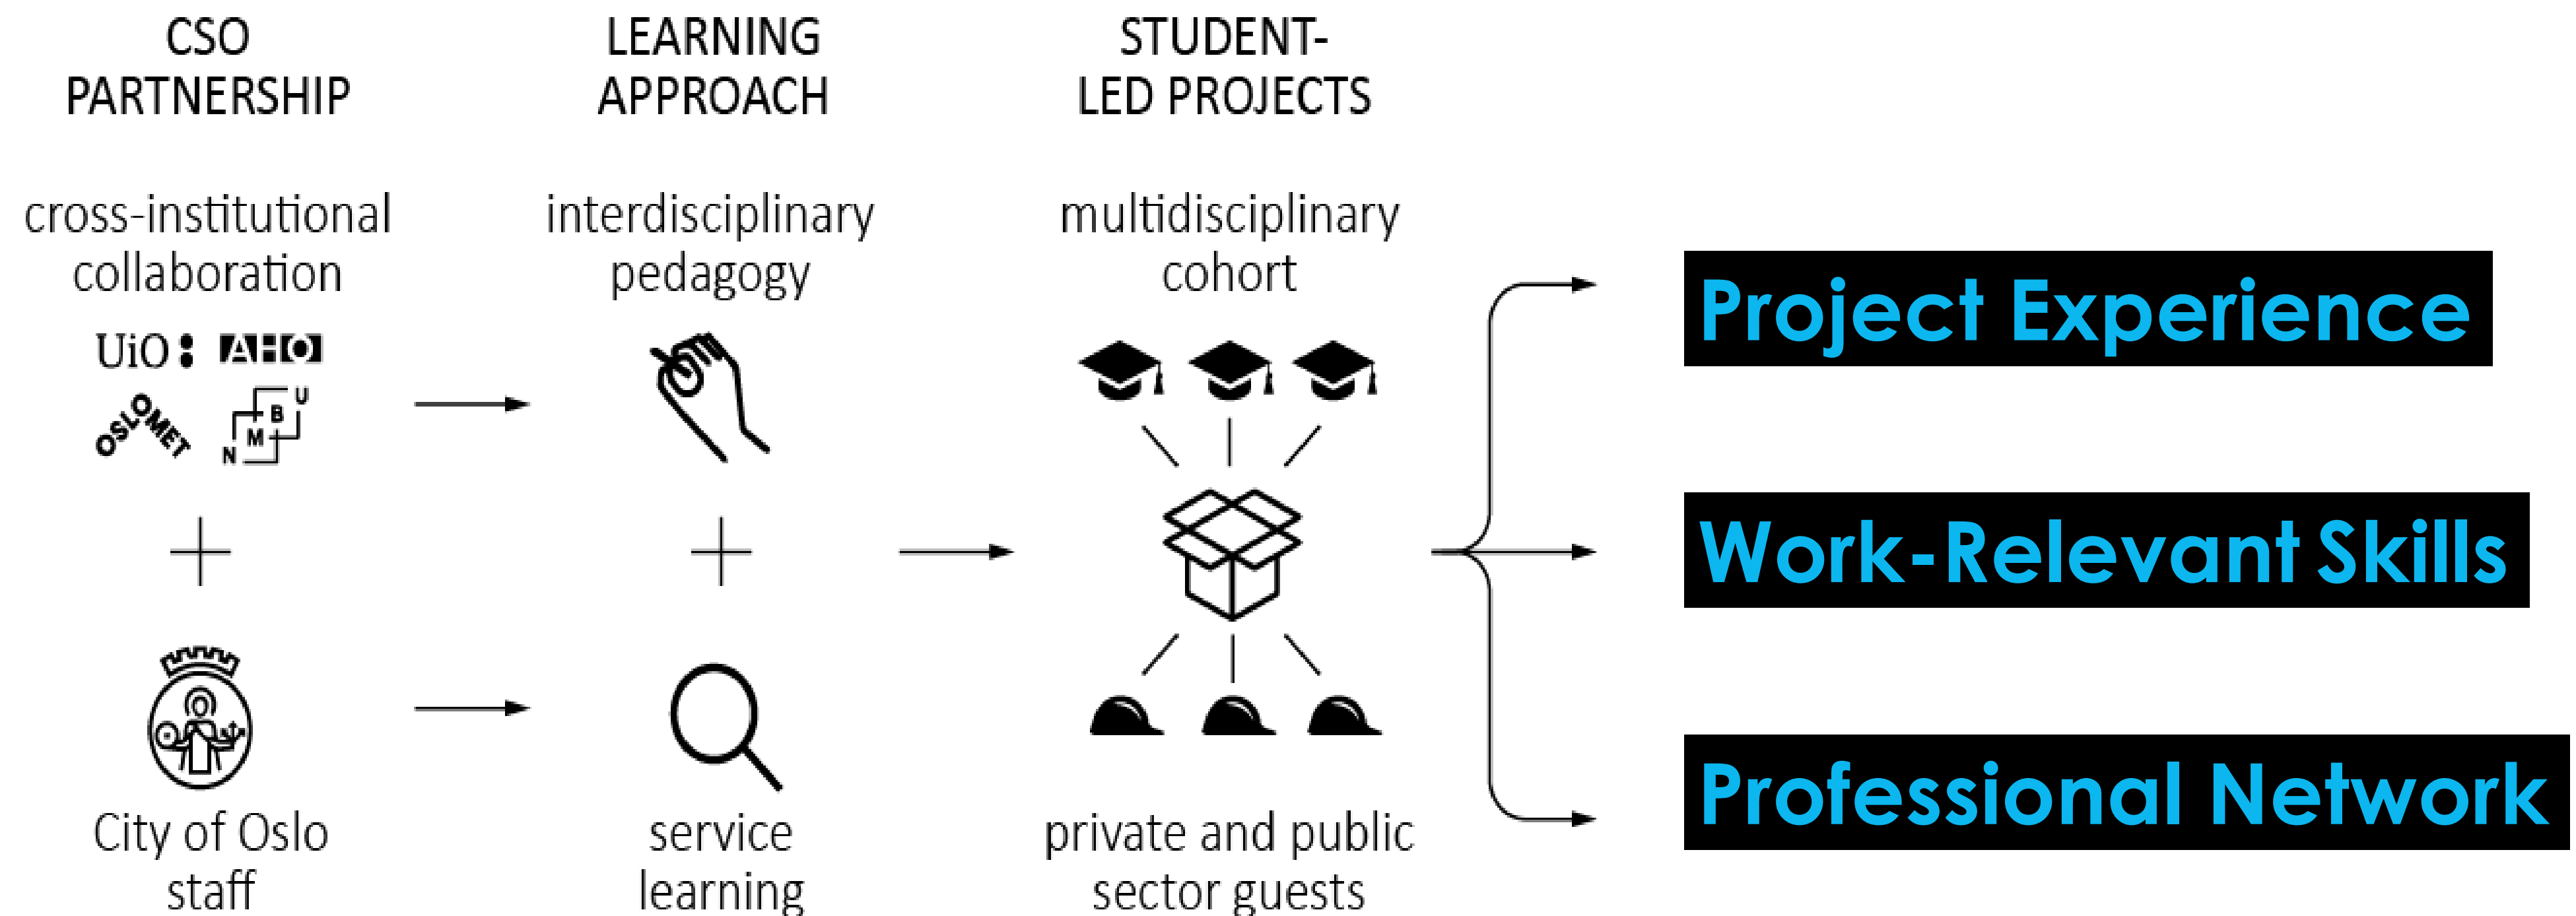 CSO
PARTNERSHIP
cross-institutional
collaboration
UiO:
AHO
OSLOMET
NMBU
City of Oslo
staff
LEARNING
APPROACH
interdisciplinary
pedagogy
service
learning
STUDENT-
LED PROJECTS
multidisciplinary
cohort
private and public
sector guests
Project Experience
Work-Relevant Skills
Professional Network